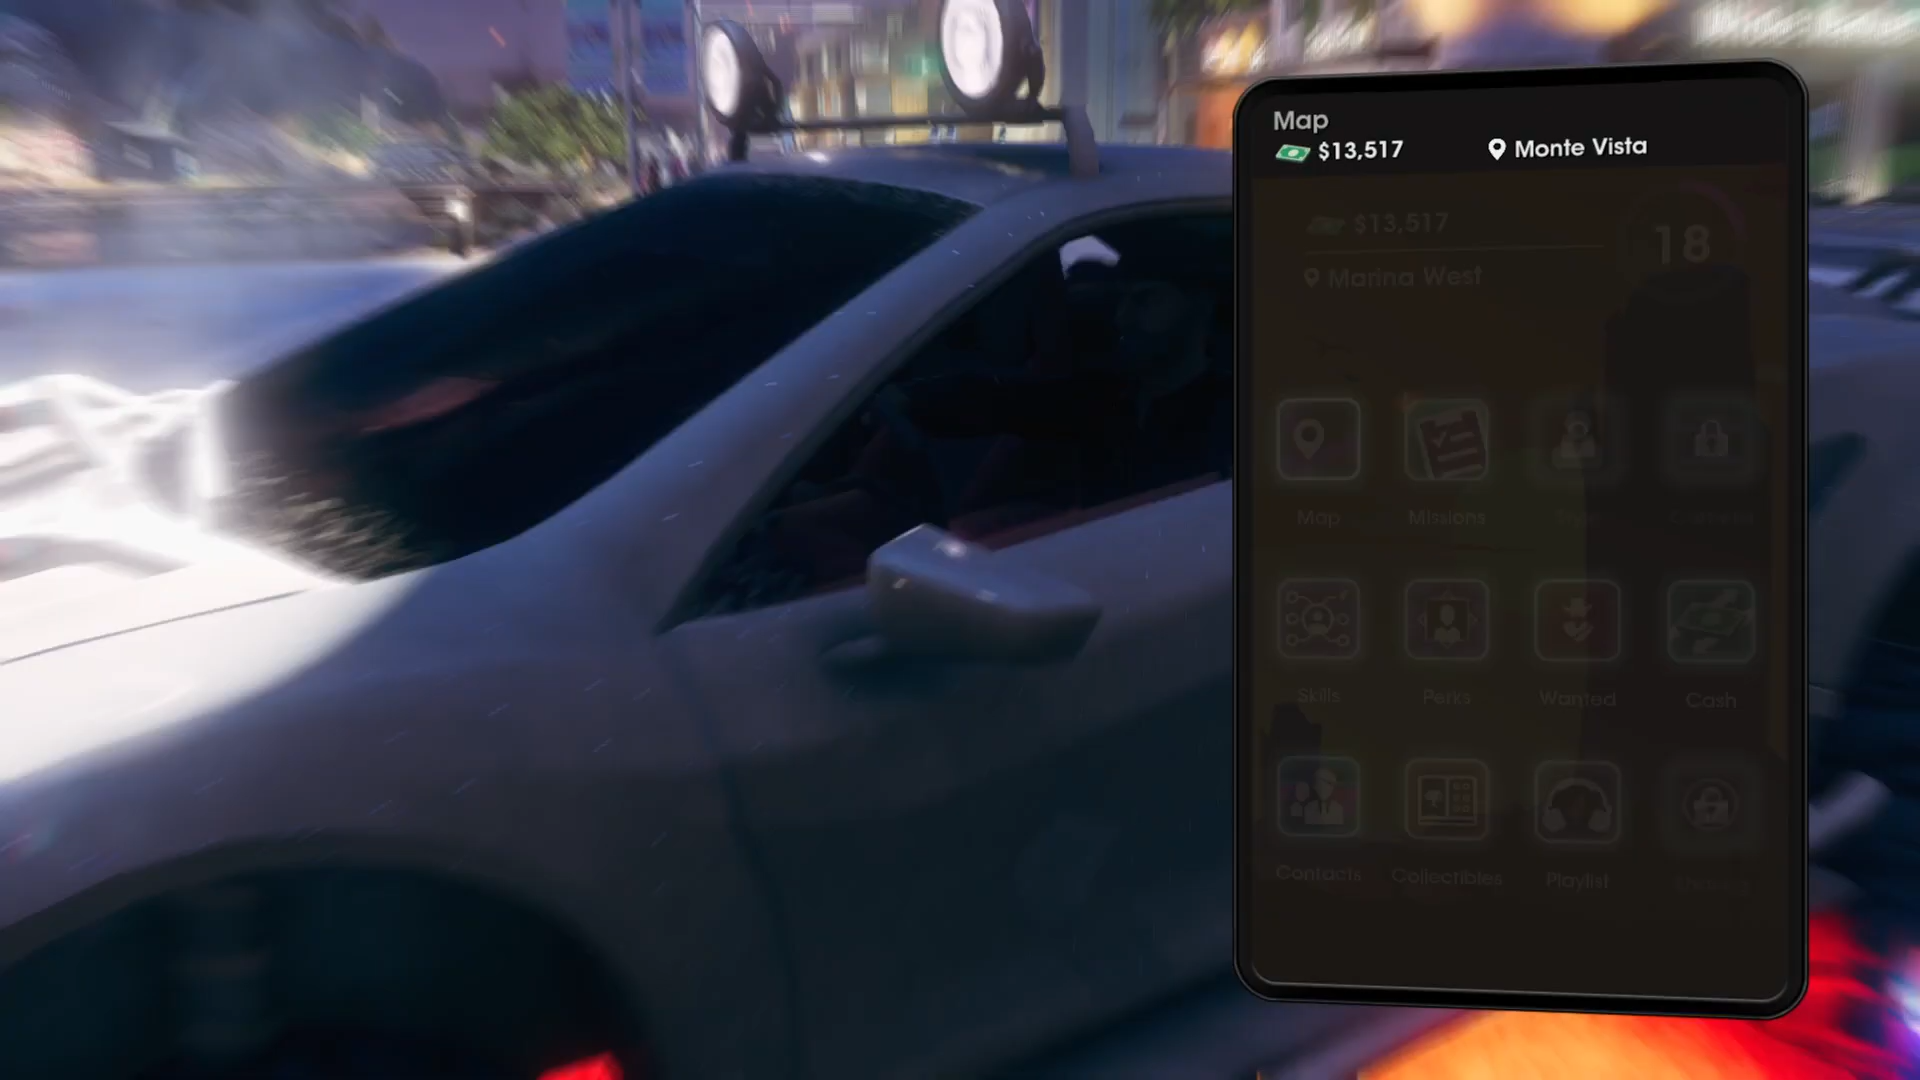 Map
$13,517
Monte Vista
$13,517
18
Marina West
Map
Missions
Skills
Perks
Wanted
Cash
Contacts
Collectibles
Playlist